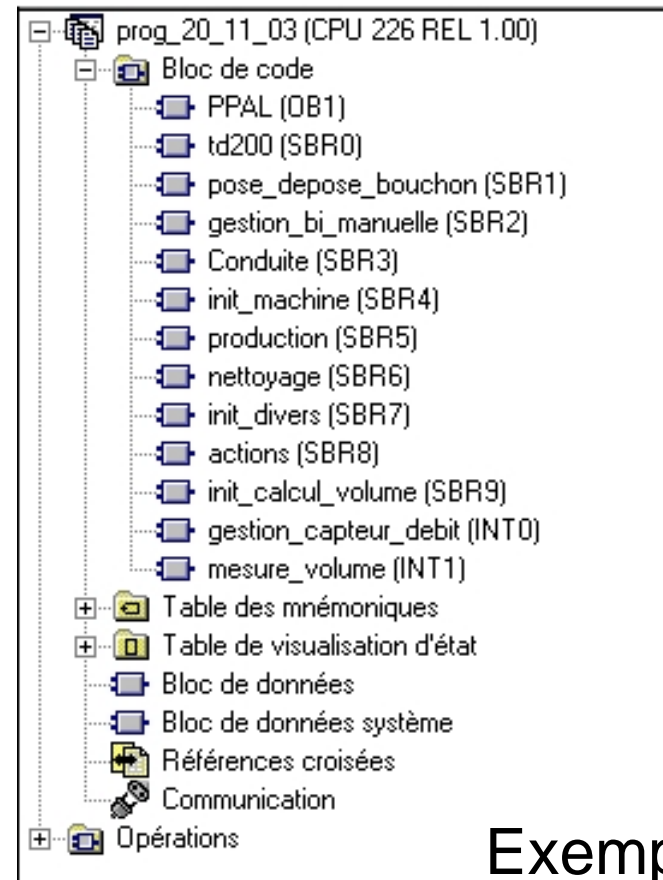 prog_20_11_03 (CPU 226 REL 1.00)
Bloc de code
PPAL (OB1)
td200 (SBR0)
pose_depose_bouchon (SBR1)
gestion_bi_manuelle (SBR2)
Conduite (SBR3)
init_machine (SBR4)
production (SBR5)
nettoyage (SBR6)
init_divers (SBR7)
actions (SBR8)
init_calcul_volume (SBR9)
gestion_capteur_debit (INT0)
mesure_volume (INT1)
Table des mnémoniques
Table de visualisation d'état
Bloc de données
Bloc de données système
Références croisées
Communication
Opérations
Exemp